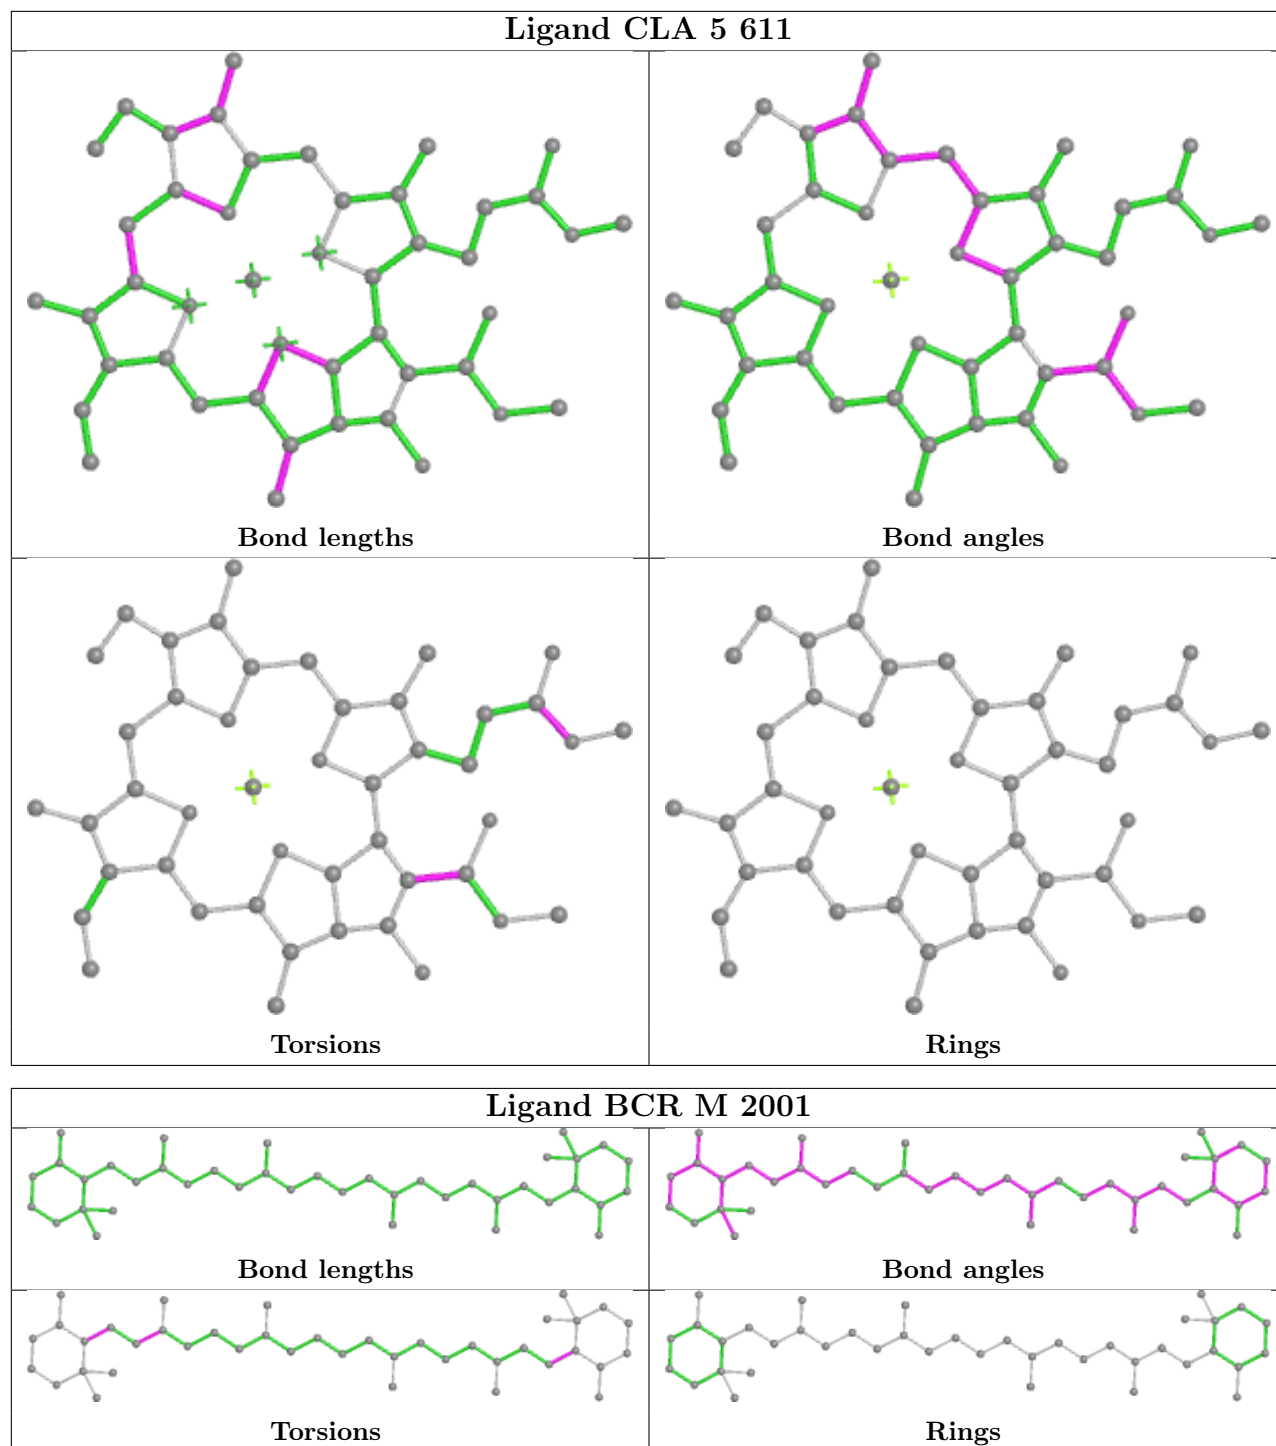 Ligand CLA 5 611
Bond lengths
Bond angles
Torsions
Rings
Ligand BCR M 2001
Bond lengths
Bond angles
Torsions
Rings